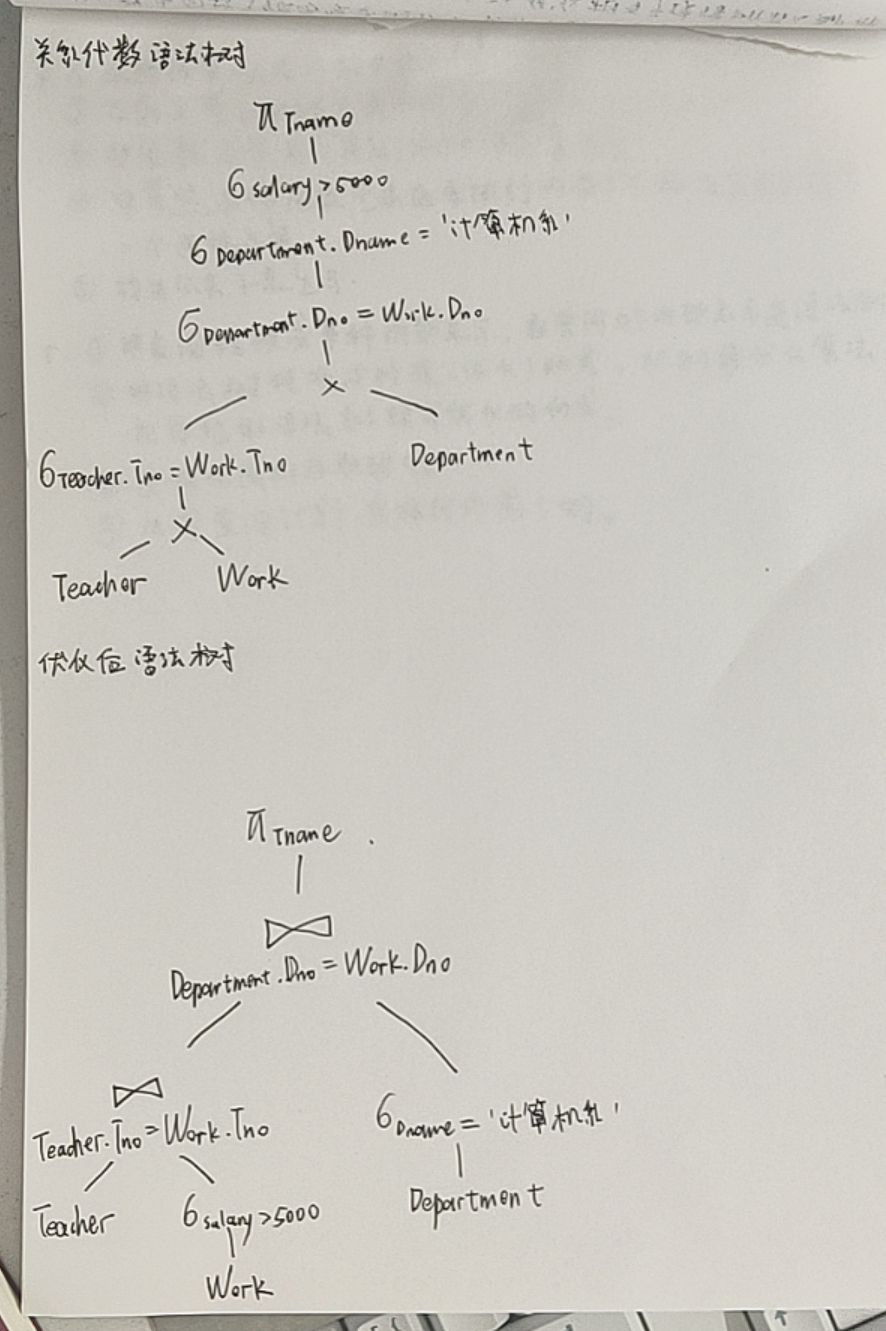 关系代数语法树
π Tname
σ salary>5000
σ Department.Dname = '计算机系'
σ Department.Dno = Work.Dno
×
σ Teacher.Tno = Work.Tno Department
×
Teacher Work
优化后语法树
π Tname
⋈
Department.Dno = Work.Dno
⋈
Teacher.Tno = Work.Tno σ Dname = '计算机系'
Teacher σ salary>5000 Department
Work